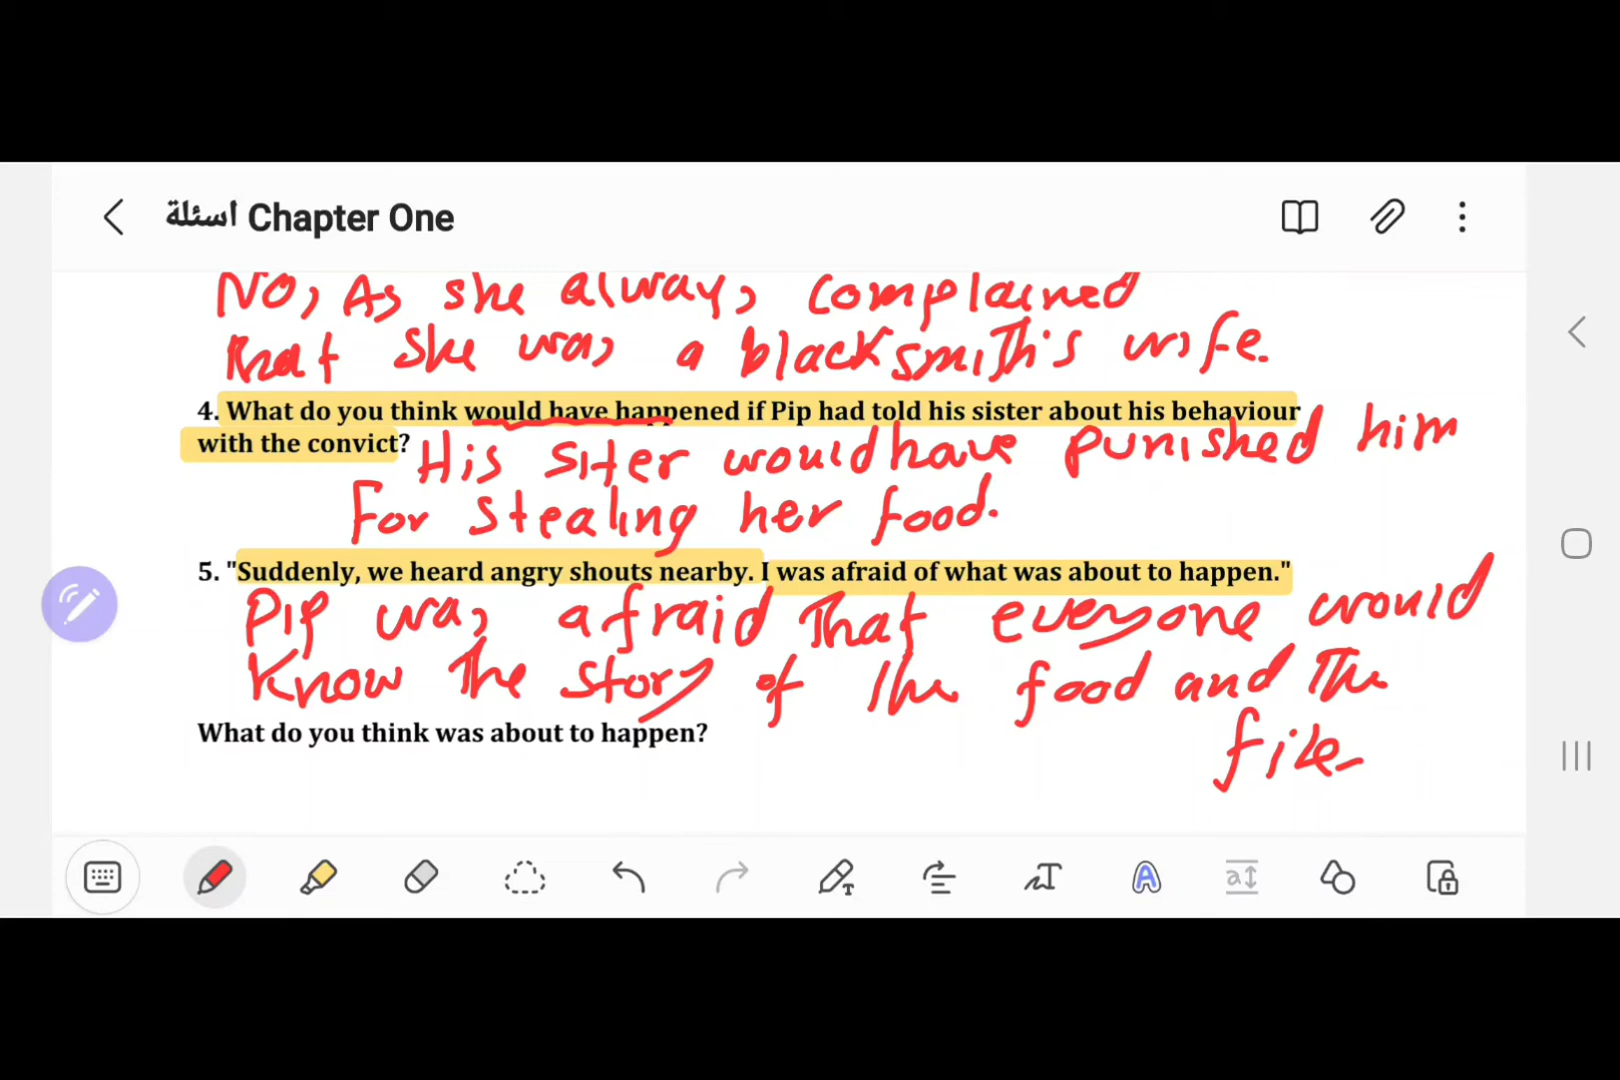 اسئلة Chapter One
No, As she always complained
that she was a blacksmith's wife.
4. What do you think would have happened if Pip had told his sister about his behaviour
with the convict?
His siter would have punished him
For stealing her food.
5. "Suddenly, we heard angry shouts nearby. I was afraid of what was about to happen."
Pip was afraid that everyone would
know the story of the food and the
file
What do you think was about to happen?